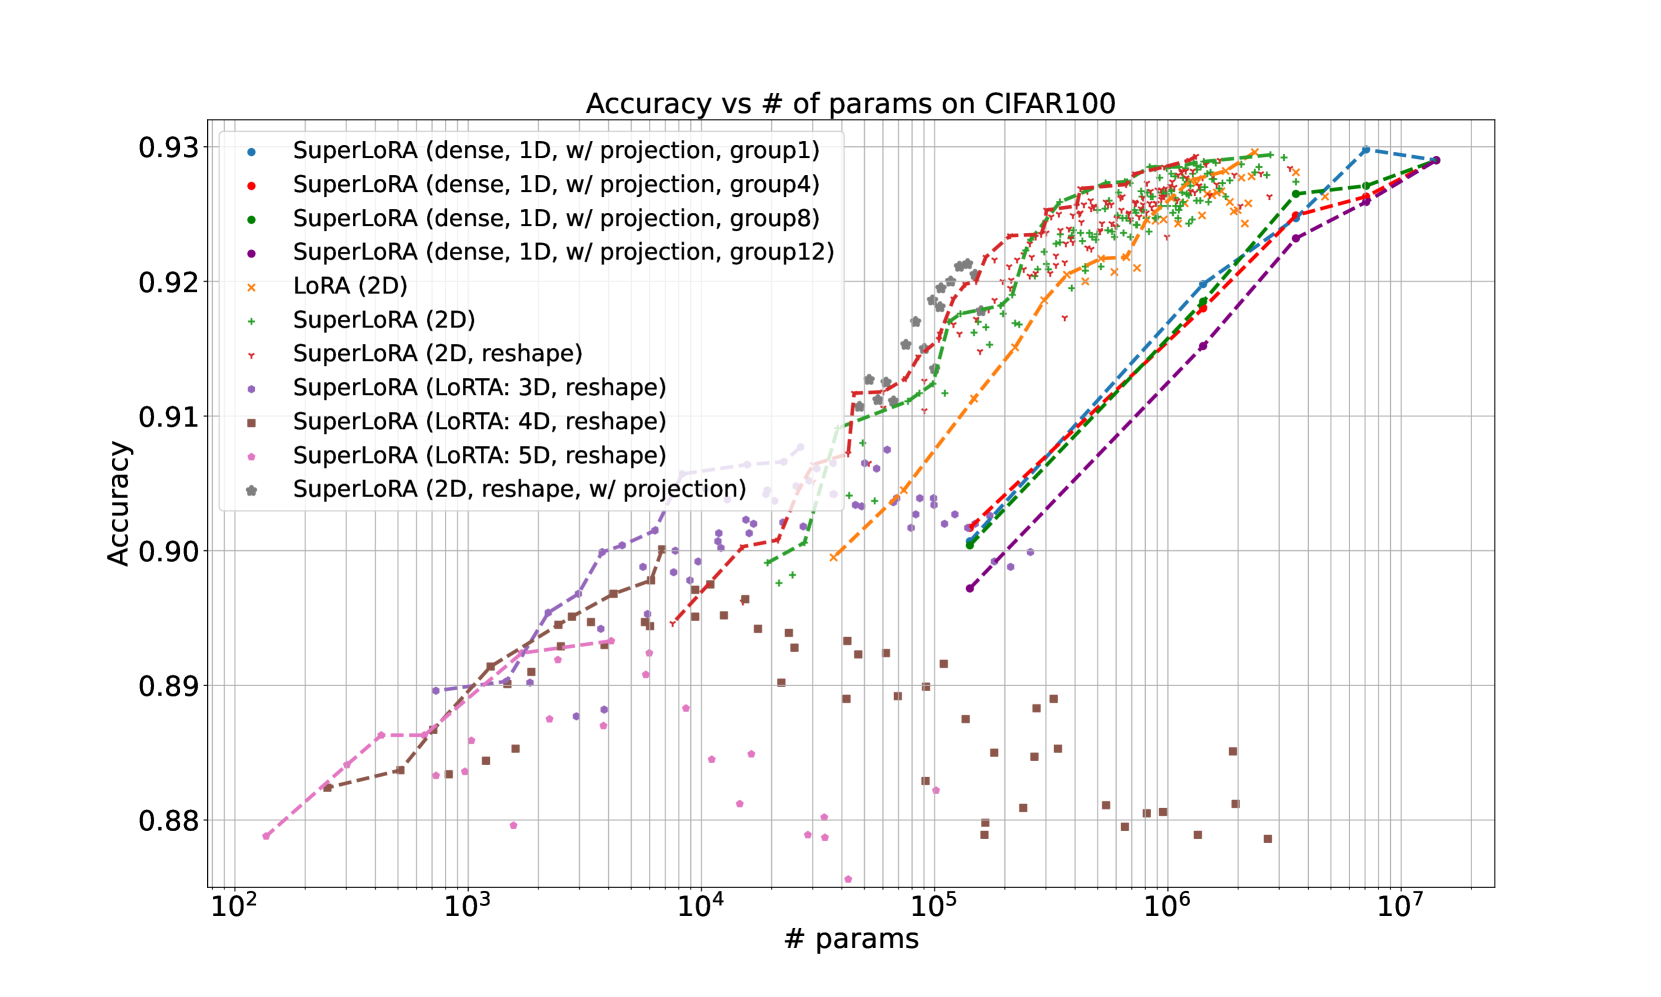 Accuracy vs # of params on CIFAR100
SuperLoRA (dense, 1D, w/ projection, group1)
SuperLoRA (dense, 1D, w/ projection, group4)
SuperLoRA (dense, 1D, w/ projection, group8)
SuperLoRA (dense, 1D, w/ projection, group12)
LoRA (2D)
SuperLoRA (2D)
SuperLoRA (2D, reshape)
SuperLoRA (LoRTA: 3D, reshape)
SuperLoRA (LoRTA: 4D, reshape)
SuperLoRA (LoRTA: 5D, reshape)
SuperLoRA (2D, reshape, w/ projection)
Accuracy
0.93
0.92
0.91
0.90
0.89
0.88
10² 10³ 10⁴ 10⁵ 10⁶ 10⁷
# params